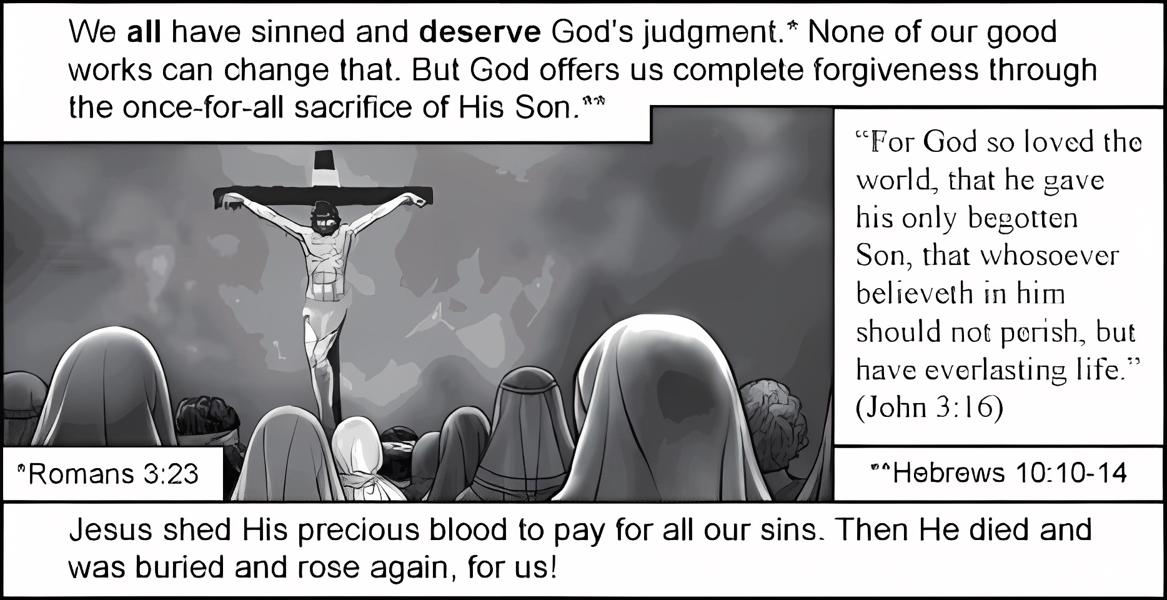 We all have sinned and deserve God's judgment.* None of our good
works can change that. But God offers us complete forgiveness through
the once-for-all sacrifice of His Son.**
"For God so loved the
world, that he gave
his only begotten
Son, that whosoever
believeth in him
should not perish, but
have everlasting life."
(John 3:16)
*Romans 3:23
**Hebrews 10:10-14
Jesus shed His precious blood to pay for all our sins. Then He died and
was buried and rose again, for us!